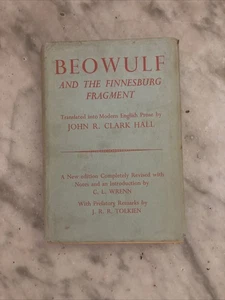 BEOWULF
AND THE FINNESBURG
FRAGMENT
Translated into Modern English Prose by
JOHN R. CLARK HALL
A New edition Completely Revised with
Notes and an Introduction by
C. L. WRENN
With Prefatory Remarks by
J. R. R. TOLKIEN